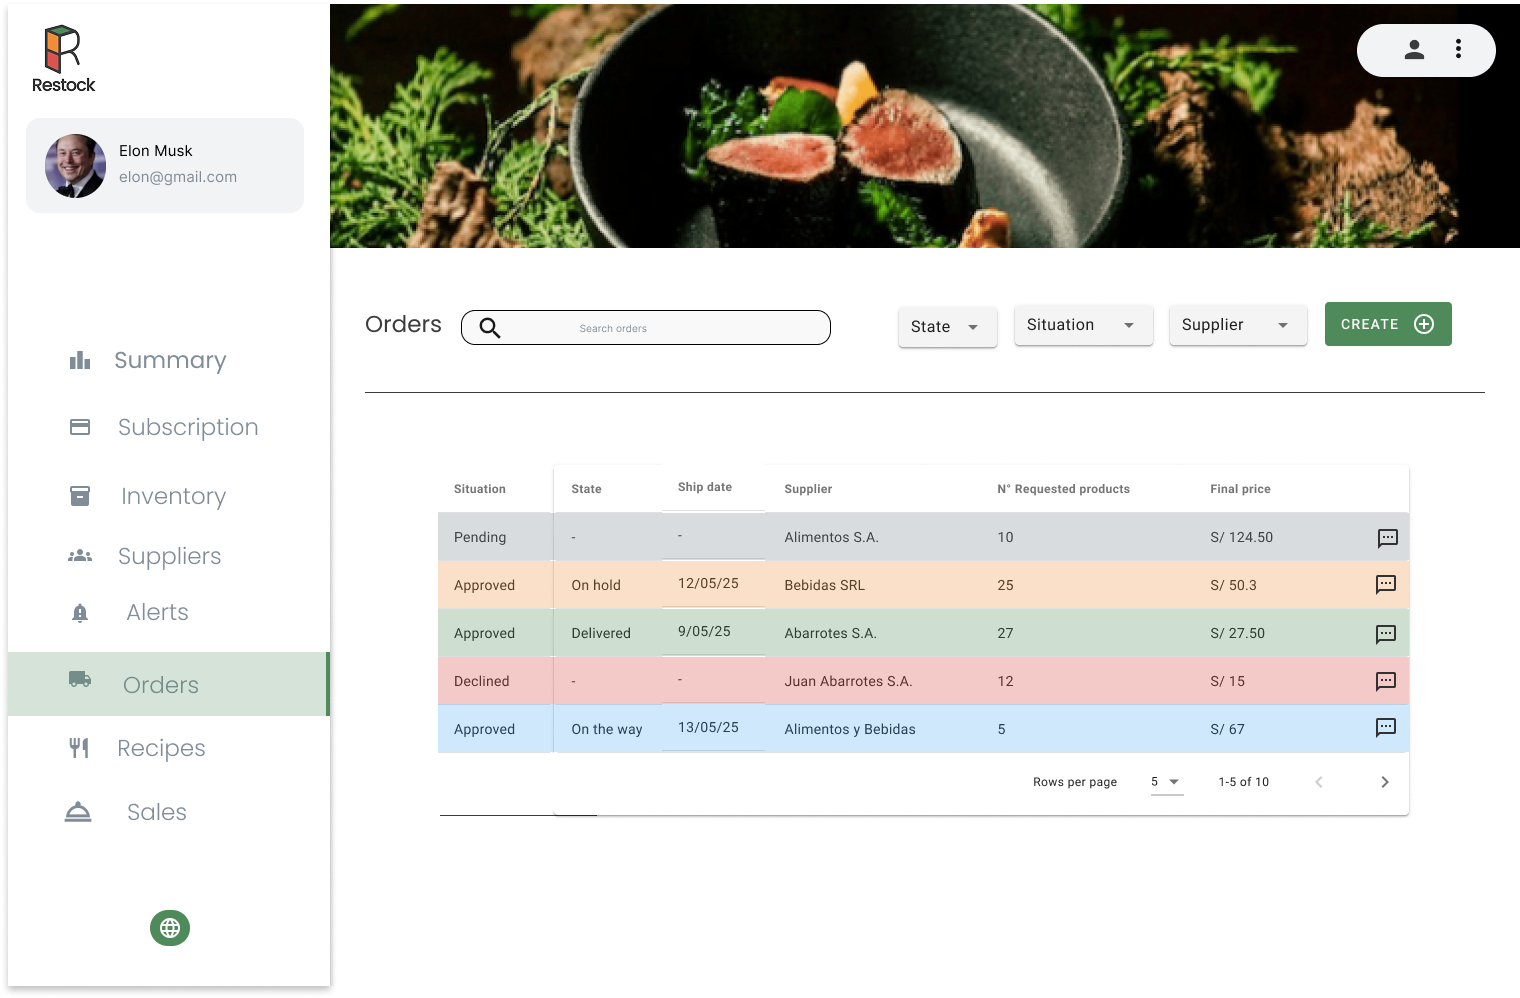 Restock
Elon Musk
elon@gmail.com
Summary
Subscription
Inventory
Suppliers
Alerts
Orders
Recipes
Sales
Orders
Search orders
State
Situation
Supplier
CREATE
Situation State Ship date Supplier N° Requested products Final price
Pending - - Alimentos S.A. 10 S/ 124.50
Approved On hold 12/05/25 Bebidas SRL 25 S/ 50.3
Approved Delivered 9/05/25 Abarrotes S.A. 27 S/ 27.50
Declined - - Juan Abarrotes S.A. 12 S/ 15
Approved On the way 13/05/25 Alimentos y Bebidas 5 S/ 67
Rows per page 5 1-5 of 10